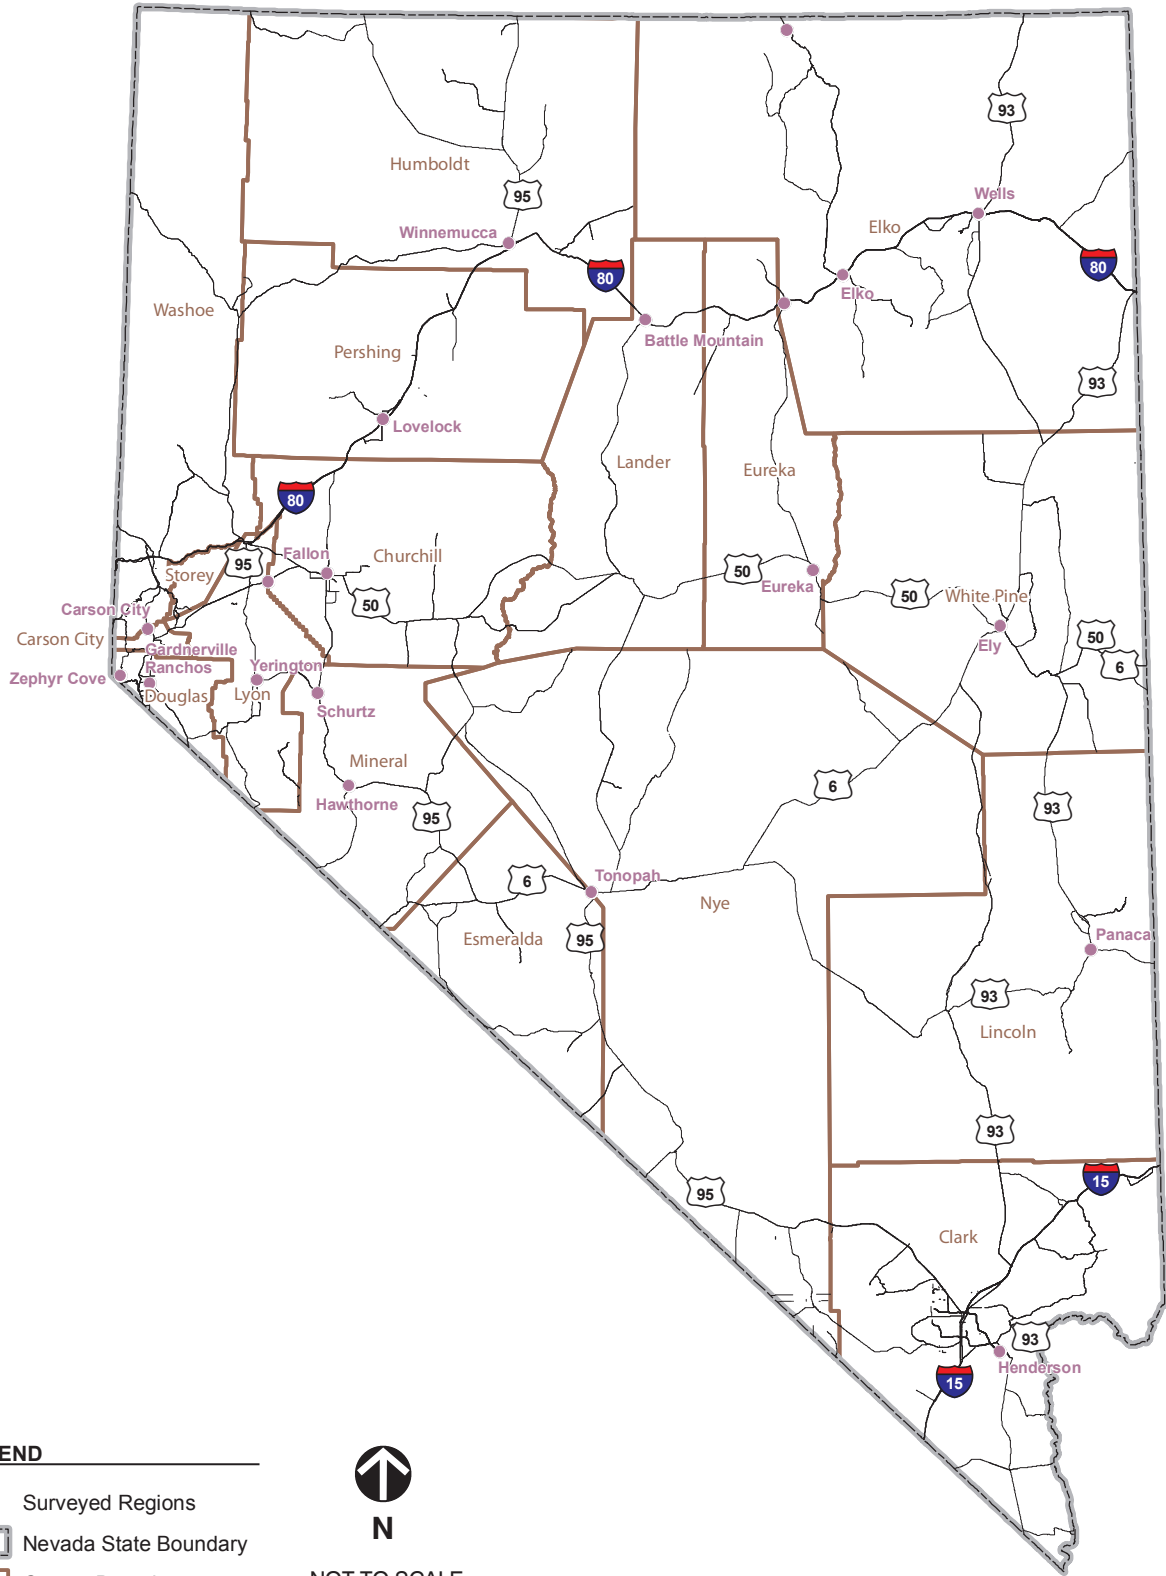 93
Humboldt
95
Wells
Winnemucca
Elko
80
80
Elko
Washoe
Battle Mountain
Pershing
93
Lovelock
Lander
Eureka
80
Fallon
Churchill
95
Storey
50
Eureka
50
White Pine
50
Carson City
Carson City
Ely
50
6
Gardnerville
Ranchos
Yerington
Zephyr Cove
Douglas
Lyon
Schurtz
Mineral
6
Hawthorne
95
93
6
Tonopah
Nye
Esmeralda
95
Panaca
93
Lincoln
93
15
95
Clark
93
Henderson
15
END
Surveyed Regions
N
Nevada State Boundary
NOT TO SCALE